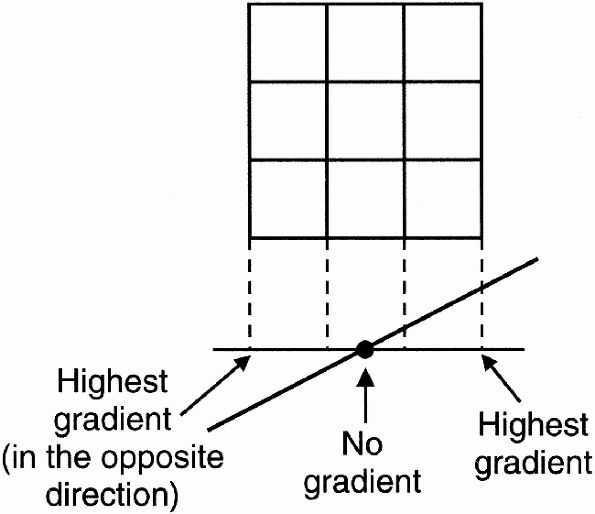 Highest
gradient
(in the opposite
direction)
No
gradient
Highest
gradient